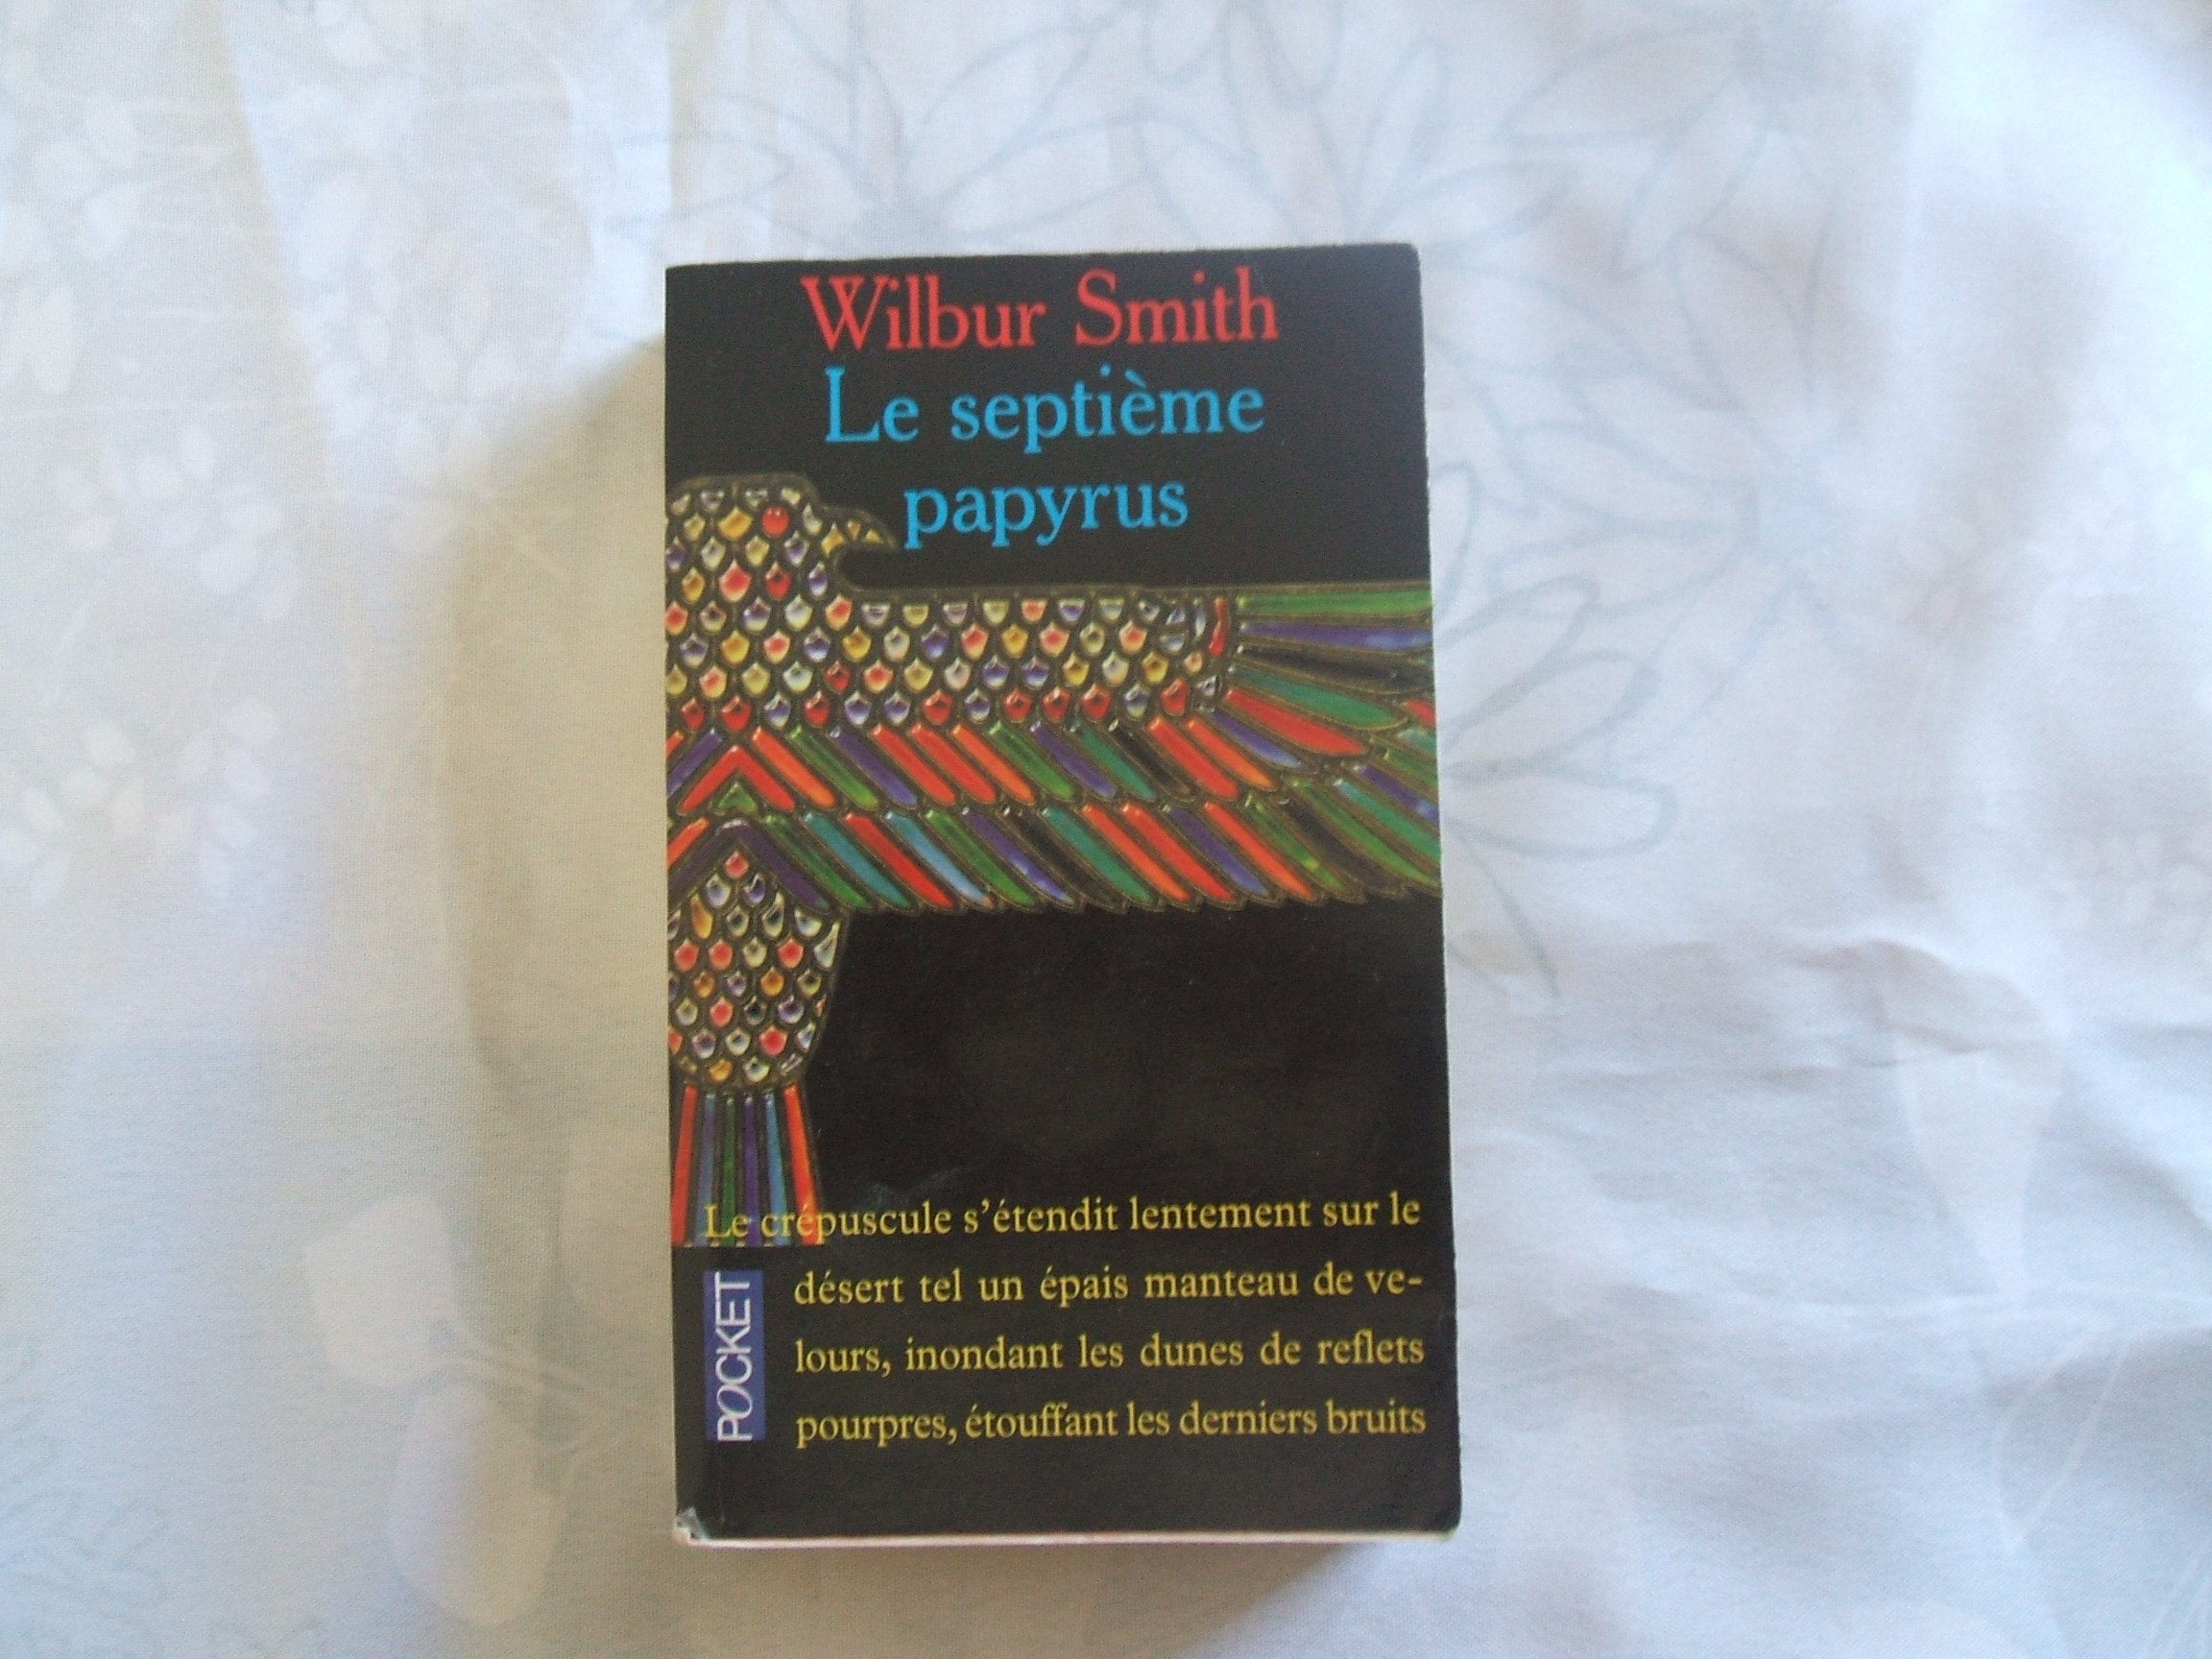 Wilbur Smith
Le septième
papyrus
Le crépuscule s'étendit lentement sur le
désert tel un épais manteau de ve-
lours, inondant les dunes de reflets
pourpres, étouffant les derniers bruits
POCKET